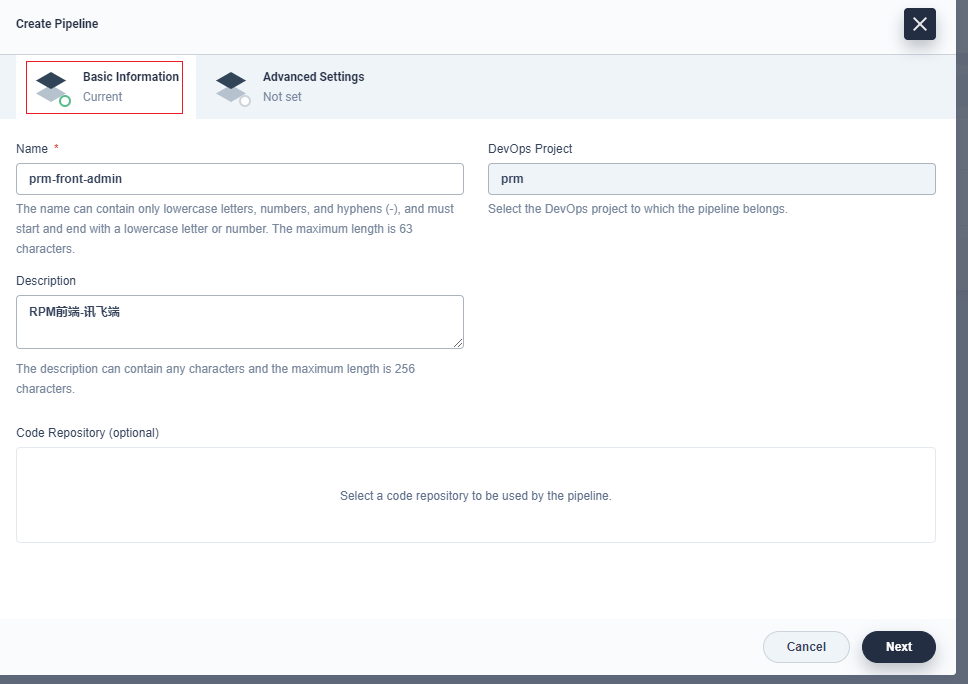 Create Pipeline
Basic Information
Current
Advanced Settings
Not set
Name *
DevOps Project
prm-front-admin
prm
The name can contain only lowercase letters, numbers, and hyphens (-), and must
start and end with a lowercase letter or number. The maximum length is 63
characters.
Select the DevOps project to which the pipeline belongs.
Description
RPM前端-讯飞端
The description can contain any characters and the maximum length is 256
characters.
Code Repository (optional)
Select a code repository to be used by the pipeline.
Cancel
Next